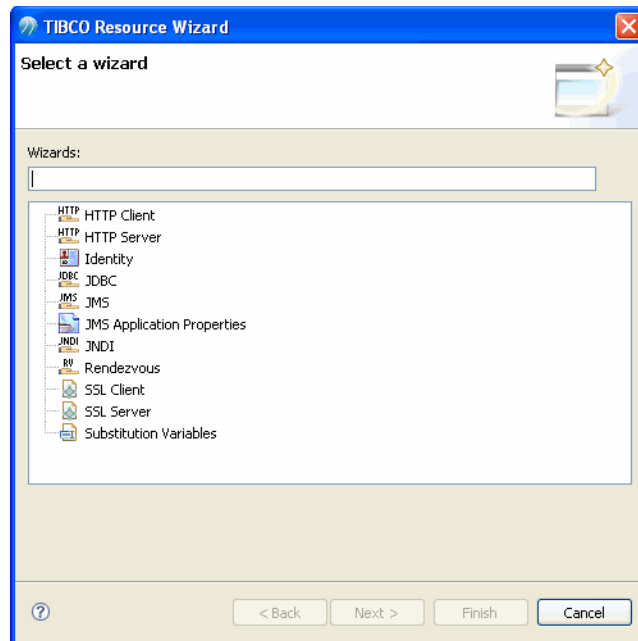 TIBCO Resource Wizard
Select a wizard
Wizards:
HTTP HTTP Client
HTTP HTTP Server
Identity
JDBC JDBC
JMS JMS
JMS Application Properties
JNDI JNDI
RV Rendezvous
SSL Client
SSL Server
Substitution Variables
? < Back Next > Finish Cancel